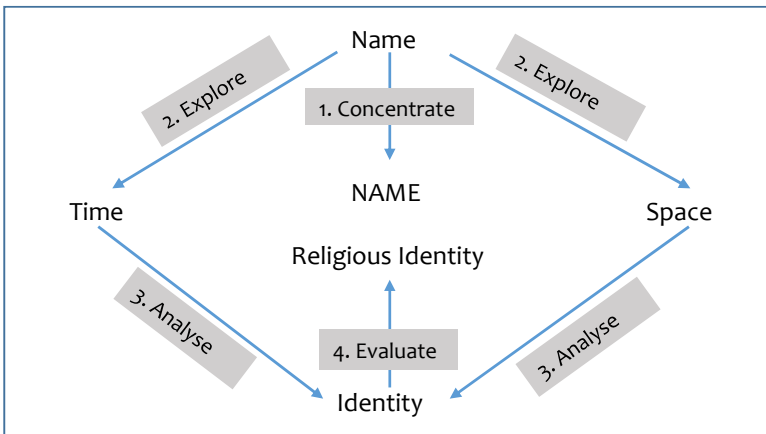 Name
2. Explore
2. Explore
1. Concentrate
NAME
Time
Space
Religious Identity
3. Analyse
3. Analyse
4. Evaluate
Identity